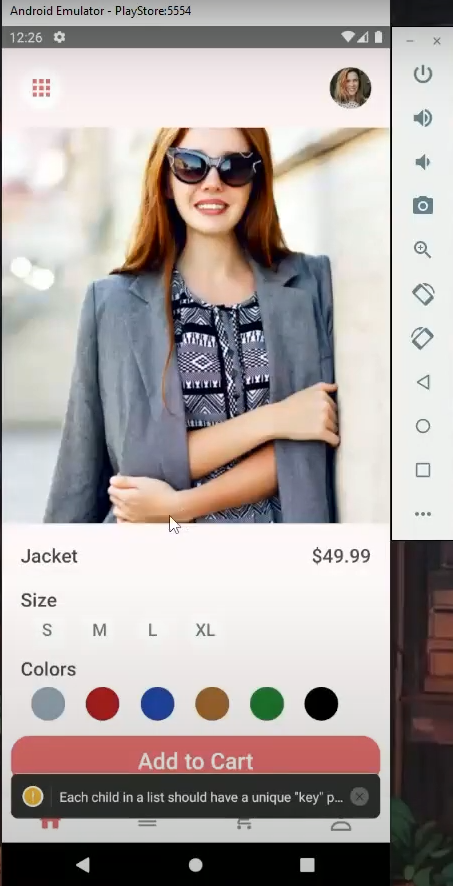 Android Emulator - PlayStore:5554
12:26
Jacket
$49.99
Size
S M L XL
Colors
Add to Cart
Each child in a list should have a unique "key" p...